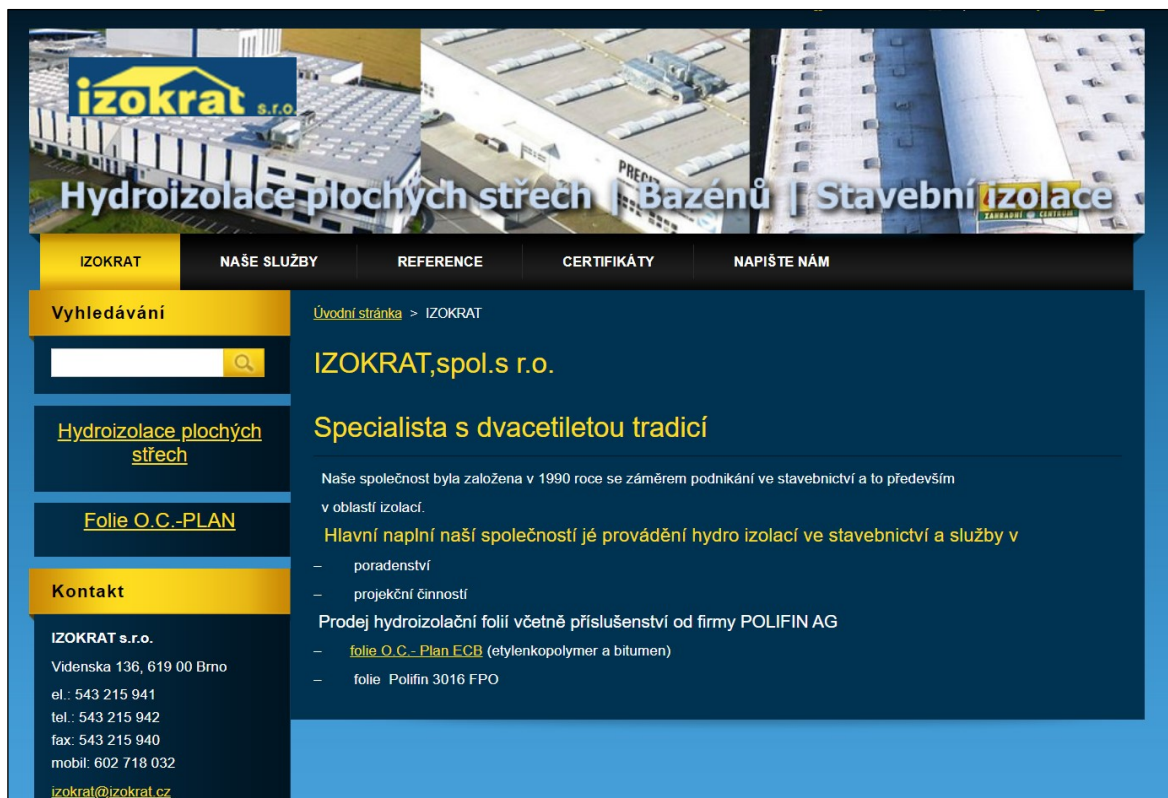 izokrat s.r.o.
PRECIZ
ZAHRADNÍ CENTRUM
Hydroizolace plochých střech | Bazénů | Stavební izolace
IZOKRAT
NAŠE SLUŽBY
REFERENCE
CERTIFIKÁTY
NAPIŠTE NÁM
Vyhledávání
Hydroizolace plochých
střech
Folie O.C.-PLAN
Kontakt
IZOKRAT s.r.o.
Videnska 136, 619 00 Brno
el.: 543 215 941
tel.: 543 215 942
fax: 543 215 940
mobil: 602 718 032
izokrat@izokrat.cz
Úvodní stránka > IZOKRAT
IZOKRAT,spol.s r.o.
Specialista s dvacetiletou tradicí
Naše společnost byla založena v 1990 roce se záměrem podnikání ve stavebnictví a to především
v oblastí izolací.
Hlavní naplní naší společností jé provádění hydro izolací ve stavebnictví a služby v
– poradenství
– projekční činností
Prodej hydroizolační folií včetně příslušenství od firmy POLIFIN AG
– folie O.C.- Plan ECB (etylenkopolymer a bitumen)
– folie Polifin 3016 FPO